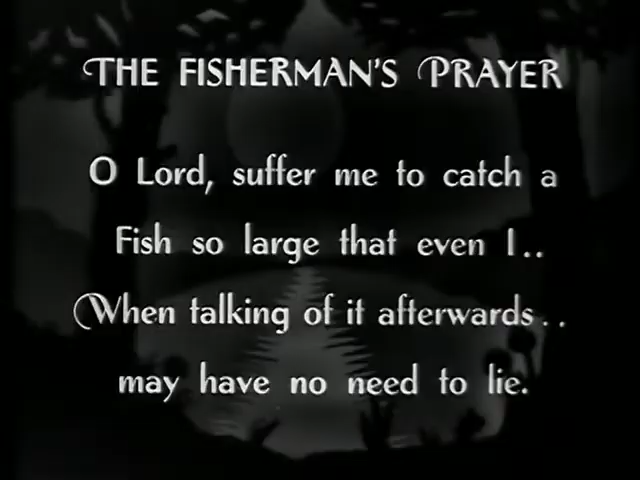 THE FISHERMAN'S PRAYER
O Lord, suffer me to catch a
Fish so large that even I..
When talking of it afterwards..
may have no need to lie.